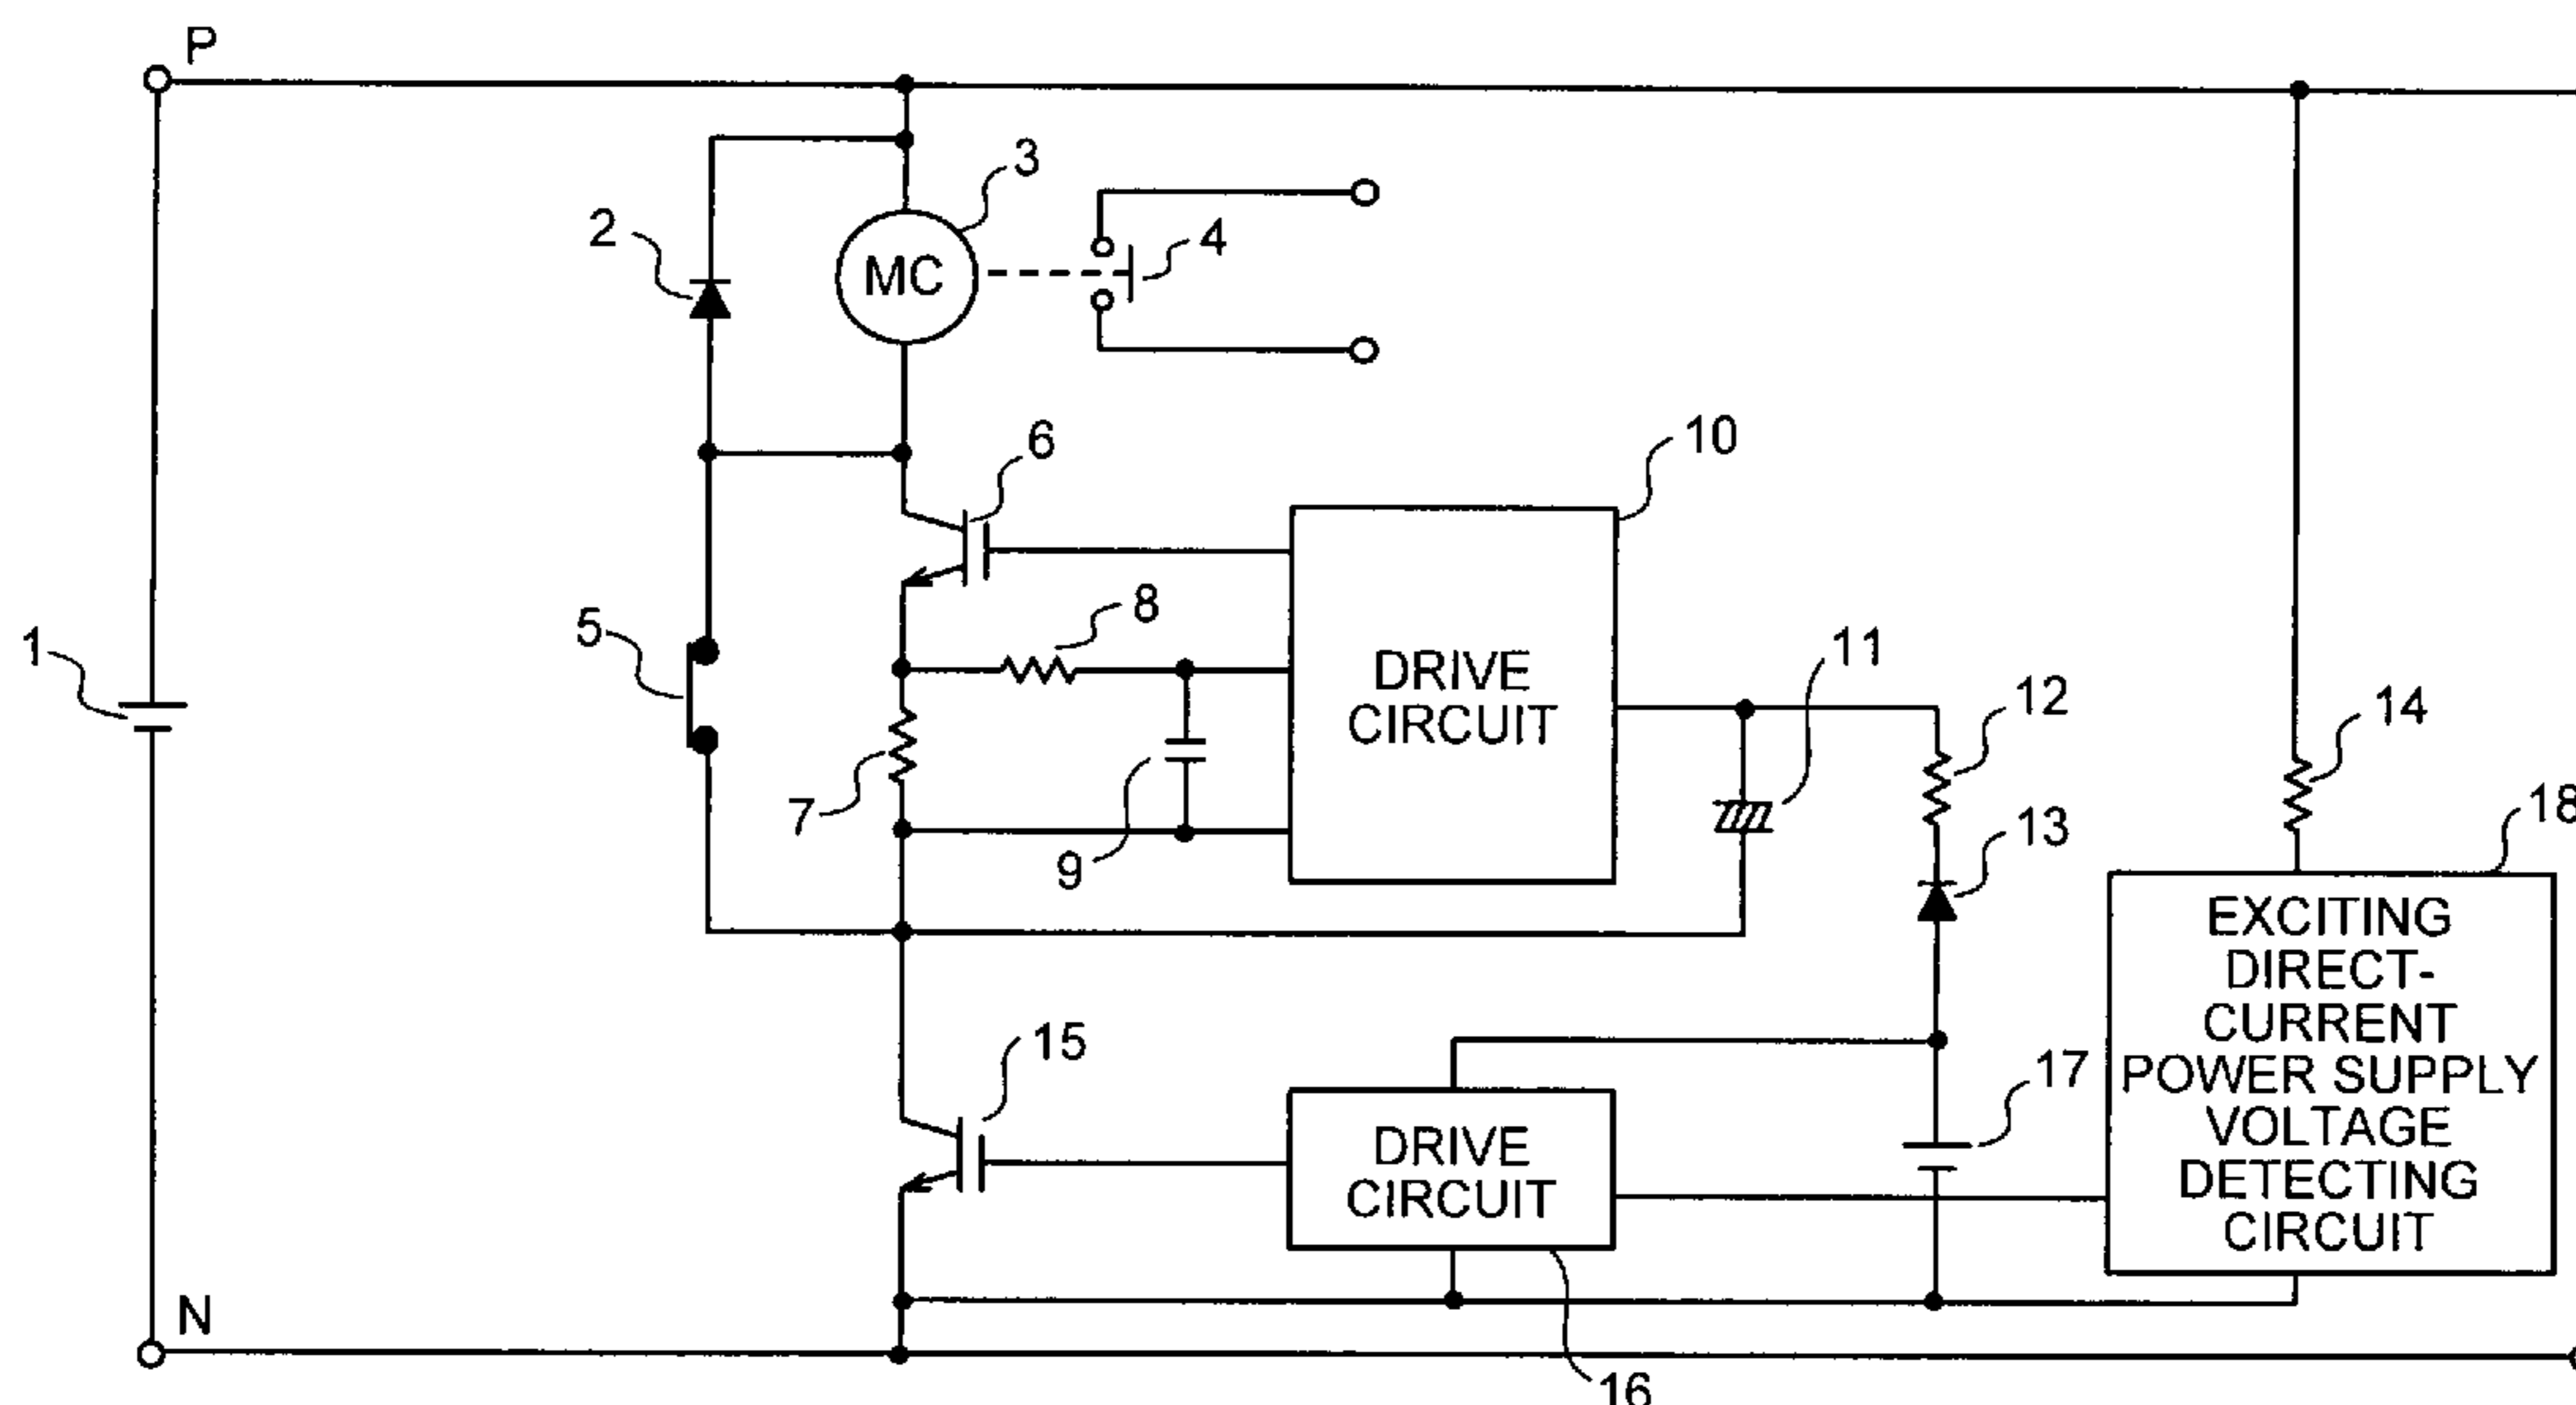 P
3
2
MC
4
6
10
5
8
1
DRIVE
CIRCUIT
11
12
14
7
9
13
18
EXCITING
DIRECT-
CURRENT
POWER SUPPLY
VOLTAGE
DETECTING
CIRCUIT
15
17
DRIVE
CIRCUIT
N
16